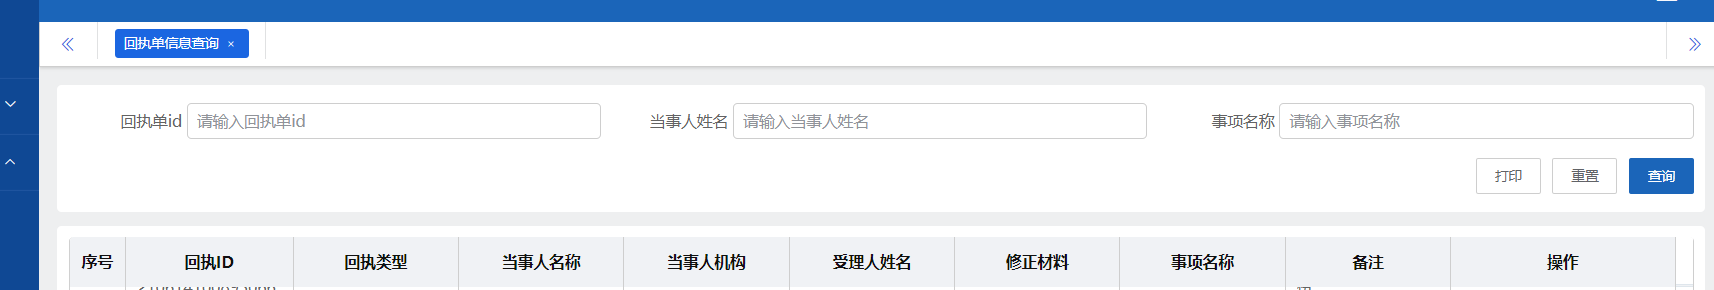 回执单信息查询 ×
回执单id 请输入回执单id 当事人姓名 请输入当事人姓名 事项名称 请输入事项名称
打印 重置 查询
序号 回执ID 回执类型 当事人名称 当事人机构 受理人姓名 修正材料 事项名称 备注 操作